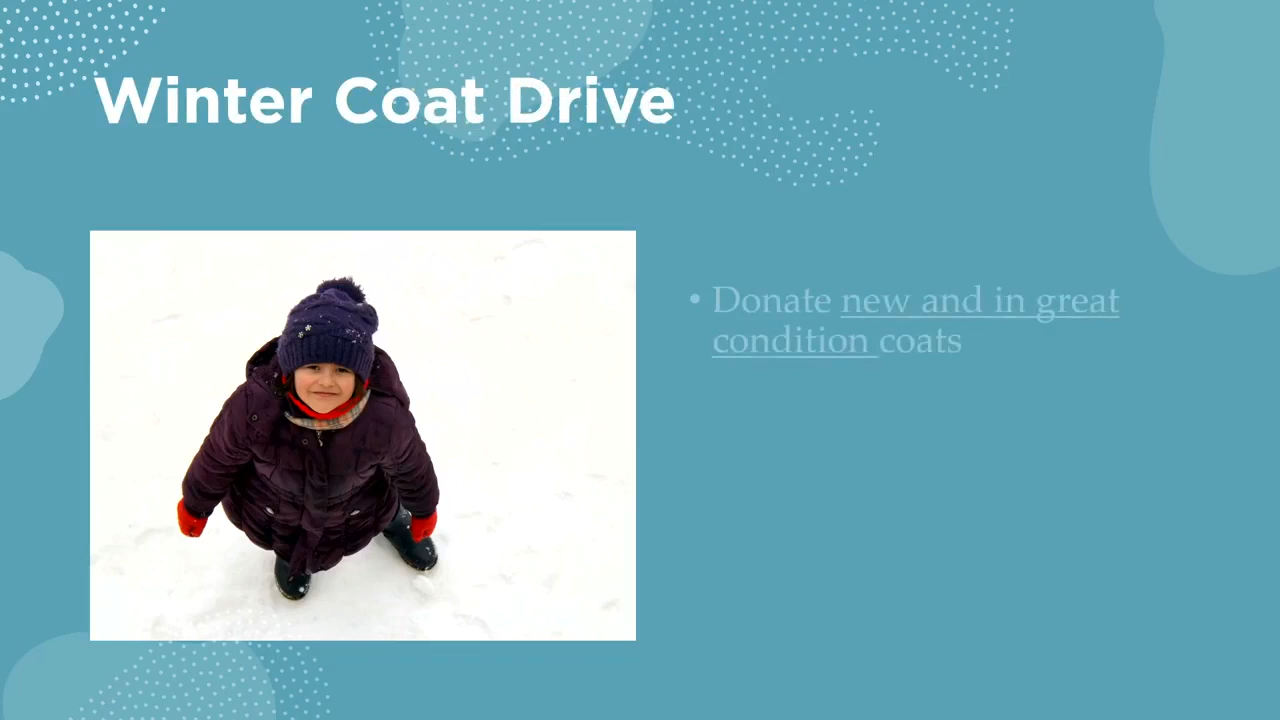 Winter Coat Drive
• Donate new and in great
condition coats